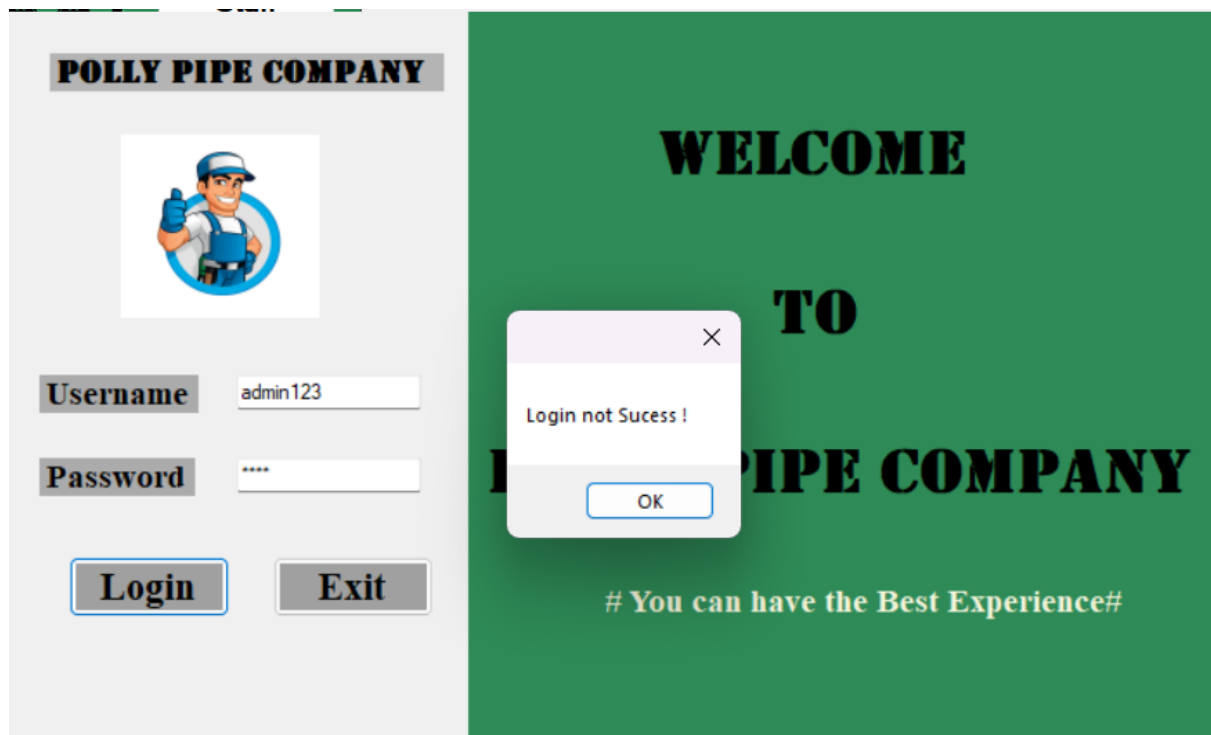 POLLY PIPE COMPANY
Username
admin123
Password
****
Login
Exit
WELCOME
TO
PIPE COMPANY
# You can have the Best Experience#
Login not Sucess !
OK